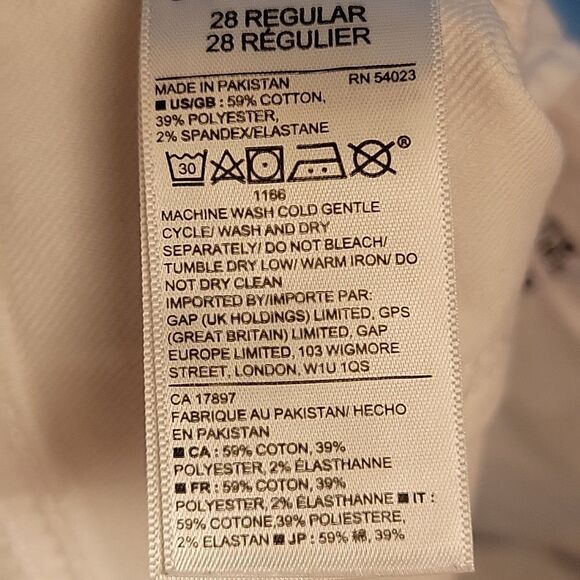 28 REGULAR
28 RÉGULIER
MADE IN PAKISTAN RN 54023
US/GB : 59% COTTON,
39% POLYESTER,
2% SPANDEX/ELASTANE
30 ®
1166
MACHINE WASH COLD GENTLE
CYCLE/ WASH AND DRY
SEPARATELY/ DO NOT BLEACH/
TUMBLE DRY LOW/ WARM IRON/ DO
NOT DRY CLEAN
IMPORTED BY/IMPORTE PAR:
GAP (UK HOLDINGS) LIMITED, GPS
(GREAT BRITAIN) LIMITED, GAP
EUROPE LIMITED, 103 WIGMORE
STREET, LONDON, W1U 1QS
CA 17897
FABRIQUE AU PAKISTAN/ HECHO
EN PAKISTAN
CA : 59% COTON, 39%
POLYESTER, 2% ÉLASTHANNE
FR : 59% COTON, 39%
POLYESTER, 2% ÉLASTHANNE IT :
59% COTONE,39% POLIESTERE,
2% ELASTAN JP : 59% 綿, 39%